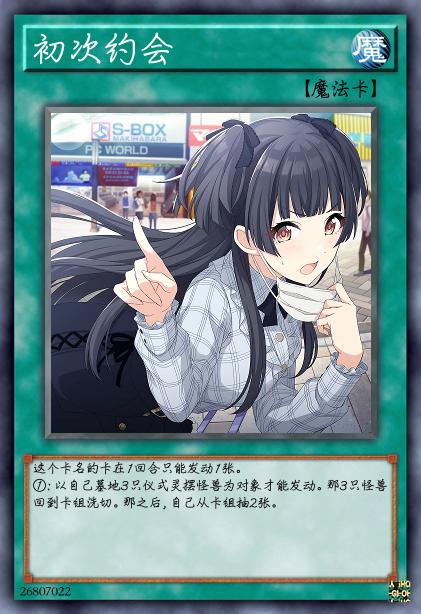 初次约会
魔
【魔法卡】
S-BOX
MAKIHABARA
PC WORLD
这个卡名的卡在1回合只能发动1张。
①：以自己墓地3只仪式灵摆怪兽为对象才能发动。那3只怪兽
回到卡组洗切。那之后，自己从卡组抽2张。
26807022